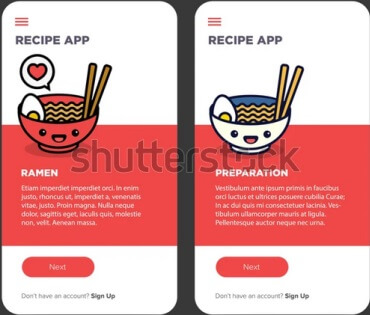 RECIPE APP
RAMEN
Etiam imperdiet imperdiet orci. In enim
justo, rhoncus ut, imperdiet a, venenatis
vitae, justo. Proin magna. Nulla neque
dolor, sagittis eget, iaculis quis, molestie
non, velit. Aenean massa.
Next
Don't have an account? Sign Up
RECIPE APP
PREPARATION
Vestibulum ante ipsum primis in faucibus
orci luctus et ultrices posuere cubilia Curae;
In ac dui quis mi consectetuer lacinia. Vest-
ibulum ullamcorper mauris at ligula.
Pellentesque auctor neque nec urna.
Next
Don't have an account? Sign Up
shutterstock